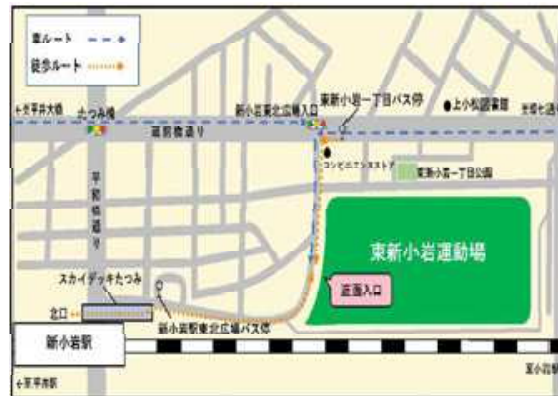 車ルート
徒歩ルート
東新小岩一丁目バス停
新小岩東北広場入口
●上小松図書館
たつみ橋
←至平井大橋
蔵前橋通り
コンビニエンスストア
東新小岩一丁目公園
平和橋通り
東新小岩運動場
スカイデッキたつみ
正面入口
北口
新小岩駅東北広場バス停
新小岩駅
←至平井駅
至小岩駅